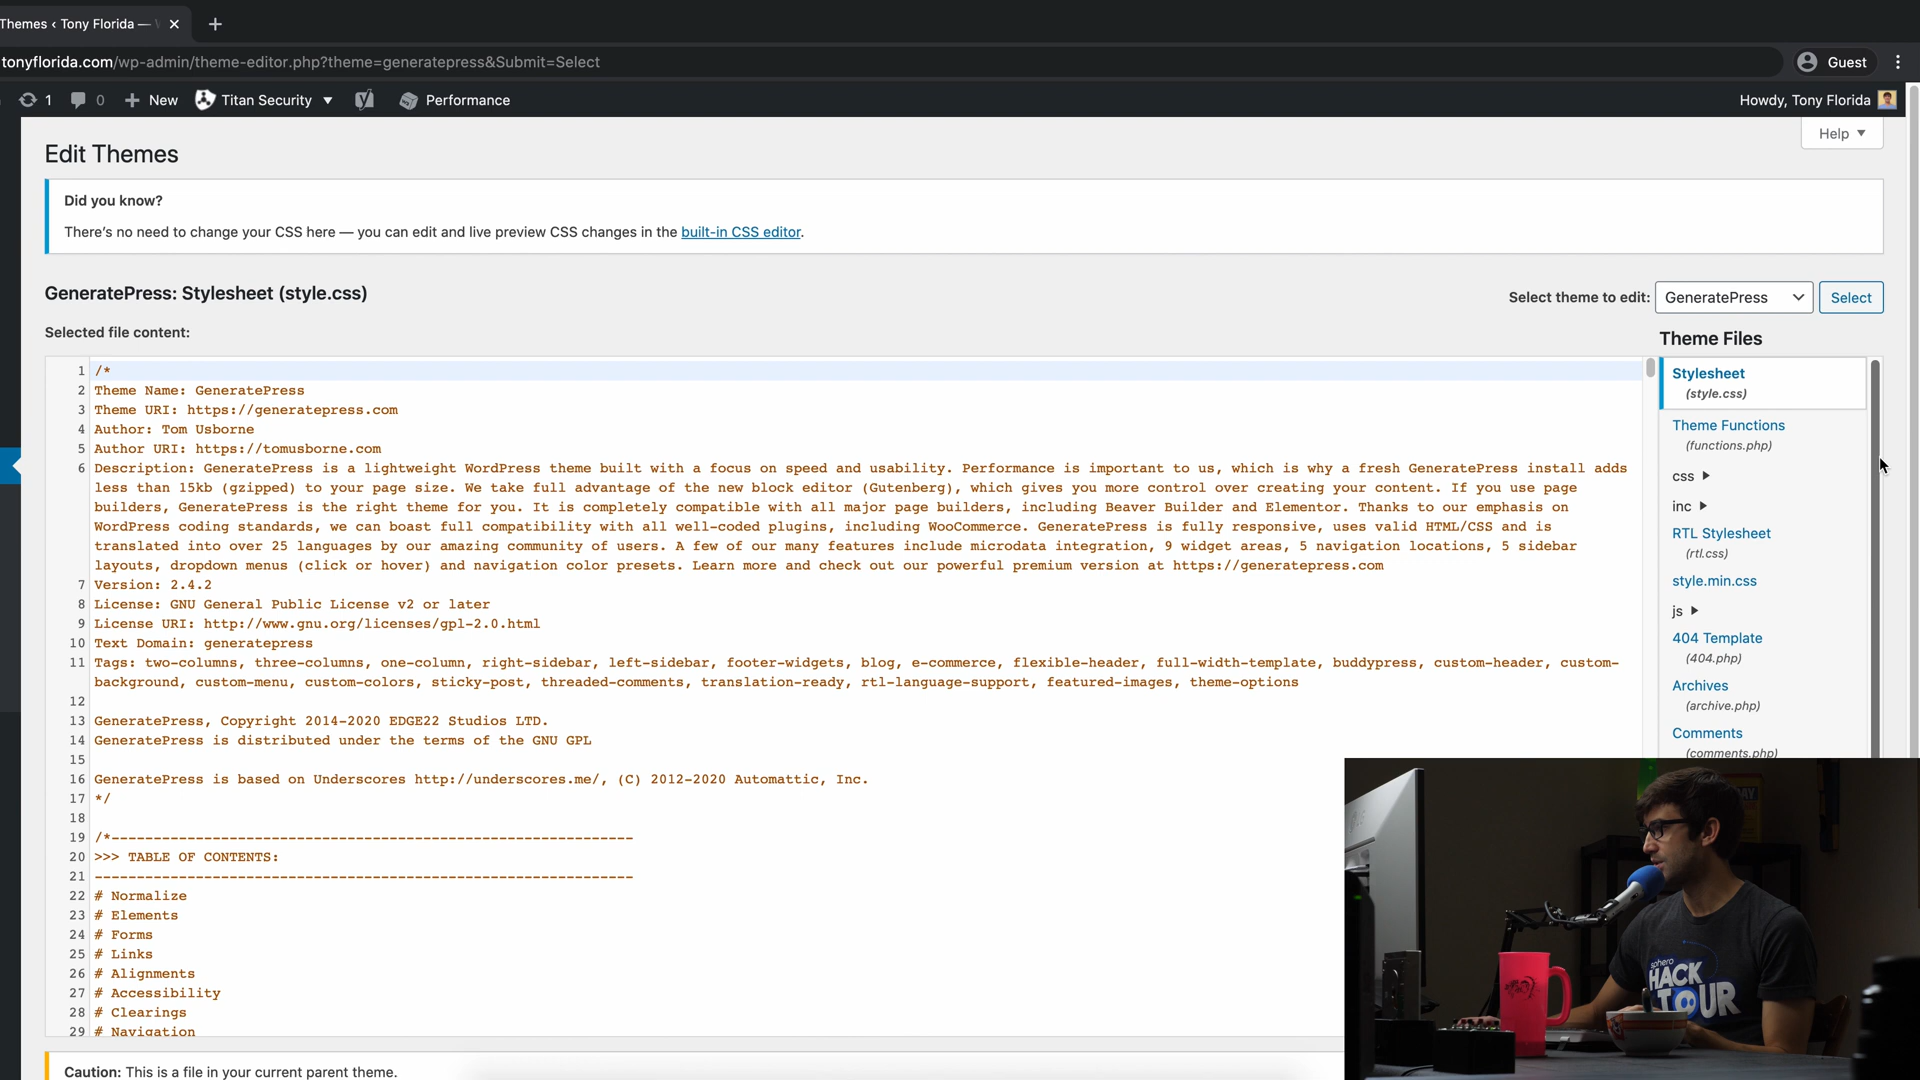 Themes ‹ Tony Florida —
tonyflorida.com/wp-admin/theme-editor.php?theme=generatepress&Submit=Select
Guest
1
0
New
Titan Security
Performance
Howdy, Tony Florida
Help
Edit Themes
Did you know?
There's no need to change your CSS here — you can edit and live preview CSS changes in the built-in CSS editor.
GeneratePress: Stylesheet (style.css)
Select theme to edit: GeneratePress Select
Selected file content:
Theme Files
1 /*
2 Theme Name: GeneratePress
3 Theme URI: https://generatepress.com
4 Author: Tom Usborne
5 Author URI: https://tomusborne.com
6 Description: GeneratePress is a lightweight WordPress theme built with a focus on speed and usability. Performance is important to us, which is why a fresh GeneratePress install adds
less than 15kb (gzipped) to your page size. We take full advantage of the new block editor (Gutenberg), which gives you more control over creating your content. If you use page
builders, GeneratePress is the right theme for you. It is completely compatible with all major page builders, including Beaver Builder and Elementor. Thanks to our emphasis on
WordPress coding standards, we can boast full compatibility with all well-coded plugins, including WooCommerce. GeneratePress is fully responsive, uses valid HTML/CSS and is
translated into over 25 languages by our amazing community of users. A few of our many features include microdata integration, 9 widget areas, 5 navigation locations, 5 sidebar
layouts, dropdown menus (click or hover) and navigation color presets. Learn more and check out our powerful premium version at https://generatepress.com
7 Version: 2.4.2
8 License: GNU General Public License v2 or later
9 License URI: http://www.gnu.org/licenses/gpl-2.0.html
10 Text Domain: generatepress
11 Tags: two-columns, three-columns, one-column, right-sidebar, left-sidebar, footer-widgets, blog, e-commerce, flexible-header, full-width-template, buddypress, custom-header, custom-
background, custom-menu, custom-colors, sticky-post, threaded-comments, translation-ready, rtl-language-support, featured-images, theme-options
12
13 GeneratePress, Copyright 2014-2020 EDGE22 Studios LTD.
14 GeneratePress is distributed under the terms of the GNU GPL
15
16 GeneratePress is based on Underscores http://underscores.me/, (C) 2012-2020 Automattic, Inc.
17 */
18
19 /*--------------------------------------------------------------
20 >>> TABLE OF CONTENTS:
21 ----------------------------------------------------------------
22 # Normalize
23 # Elements
24 # Forms
25 # Links
26 # Alignments
27 # Accessibility
28 # Clearings
29 # Navigation
Stylesheet
(style.css)
Theme Functions
(functions.php)
css
inc
RTL Stylesheet
(rtl.css)
style.min.css
js
404 Template
(404.php)
Archives
(archive.php)
Comments
(comments.php)
Caution: This is a file in your current parent theme.
sphero
HACK
TOUR